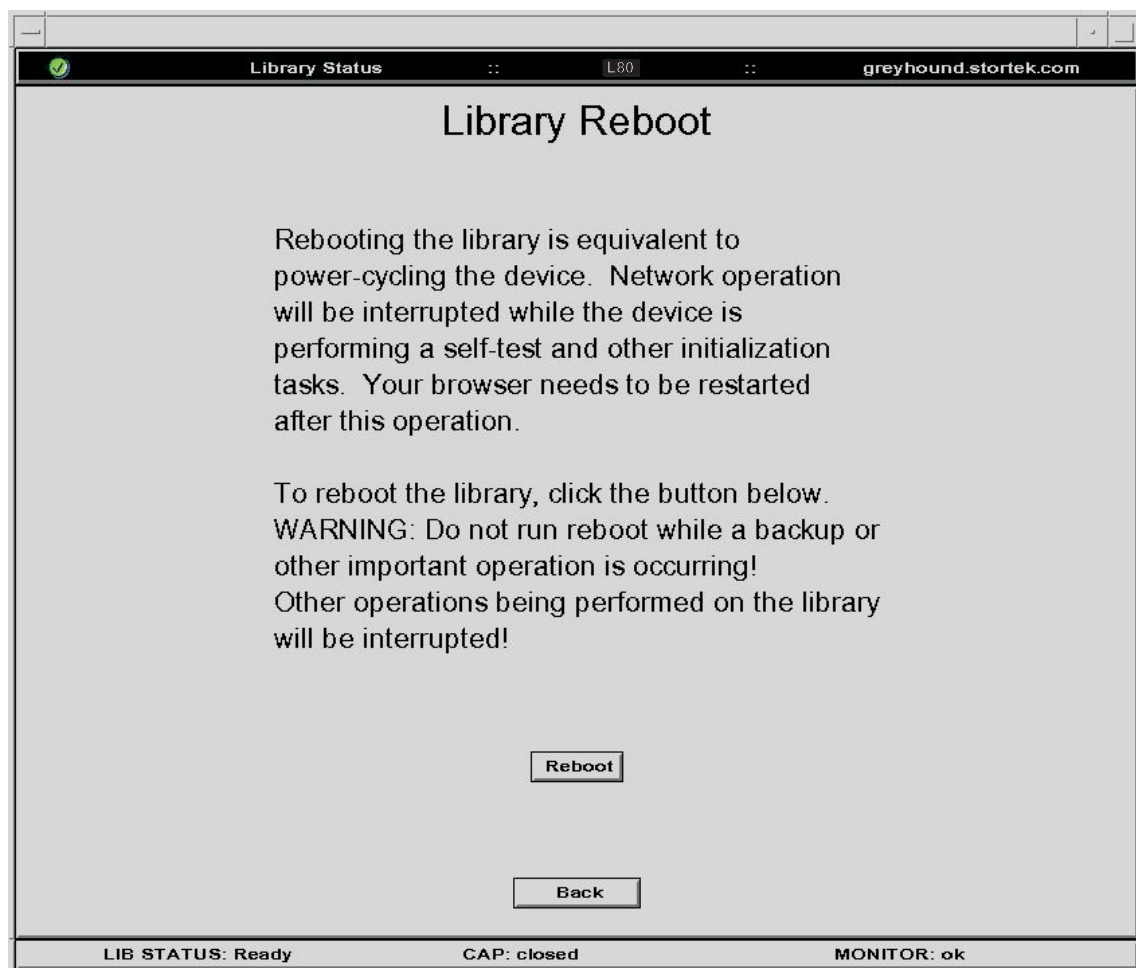 Library Status :: L80 :: greyhound.stortek.com
Library Reboot
Rebooting the library is equivalent to
power-cycling the device. Network operation
will be interrupted while the device is
performing a self-test and other initialization
tasks. Your browser needs to be restarted
after this operation.
To reboot the library, click the button below.
WARNING: Do not run reboot while a backup or
other important operation is occurring!
Other operations being performed on the library
will be interrupted!
Reboot
Back
LIB STATUS: Ready CAP: closed MONITOR: ok